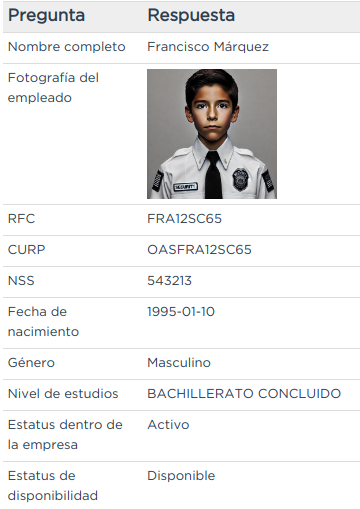 Pregunta Respuesta
Nombre completo Francisco Márquez
Fotografía del
empleado
SECURITY
RFC FRA12SC65
CURP OASFRA12SC65
NSS 543213
Fecha de 1995-01-10
nacimiento
Género Masculino
Nivel de estudios BACHILLERATO CONCLUIDO
Estatus dentro de Activo
la empresa
Estatus de Disponible
disponibilidad